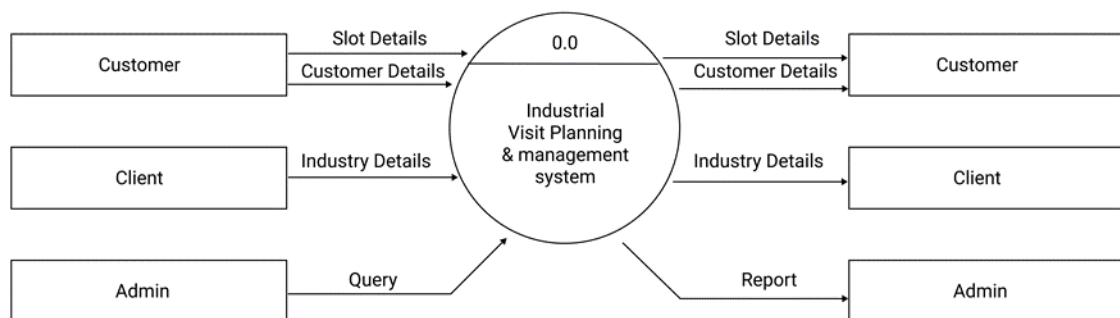 Customer
Slot Details
Customer Details
Client
Industry Details
Admin
Query
0.0
Industrial
Visit Planning
& management
system
Slot Details
Customer Details
Customer
Industry Details
Client
Report
Admin